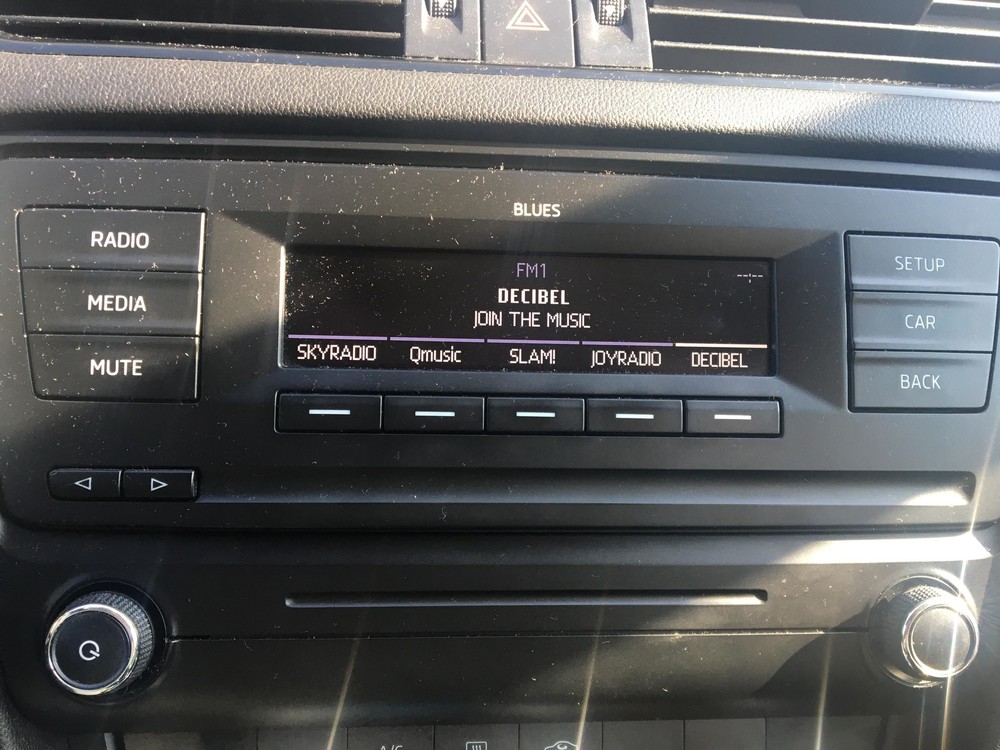 BLUES
RADIO
MEDIA
MUTE
FM1
--:--
DECIBEL
JOIN THE MUSIC
SKYRADIO Qmusic SLAM! JOYRADIO DECIBEL
SETUP
CAR
BACK
A/C